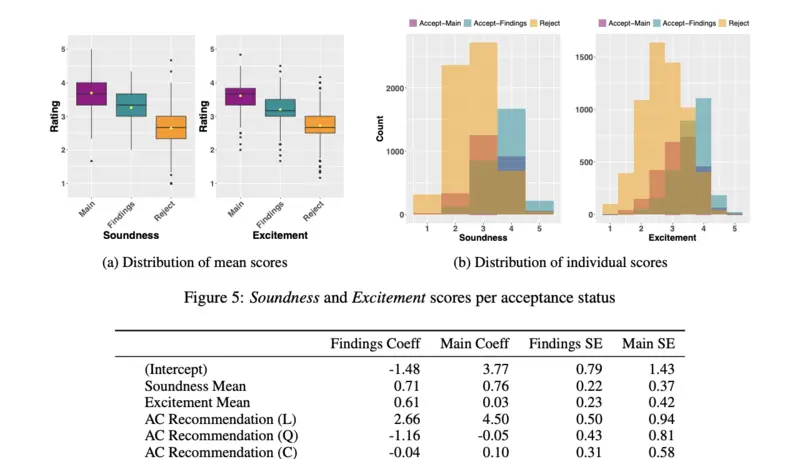 Accept-Main Accept-Findings Reject Accept-Main Accept-Findings Reject
5 5
4 4
3 3
2 2
1 1
Rating Rating
Main Findings Reject Main Findings Reject
Soundness Excitement
2000 1500
1000 1000
0 500
0
Count
1 2 3 4 5 1 2 3 4 5
Soundness Excitement
(a) Distribution of mean scores (b) Distribution of individual scores
Figure 5: Soundness and Excitement scores per acceptance status
Findings Coeff Main Coeff Findings SE Main SE
(Intercept) -1.48 3.77 0.79 1.43
Soundness Mean 0.71 0.76 0.22 0.37
Excitement Mean 0.61 0.03 0.23 0.42
AC Recommendation (L) 2.66 4.50 0.50 0.94
AC Recommendation (Q) -1.16 -0.05 0.43 0.81
AC Recommendation (C) -0.04 0.10 0.31 0.58